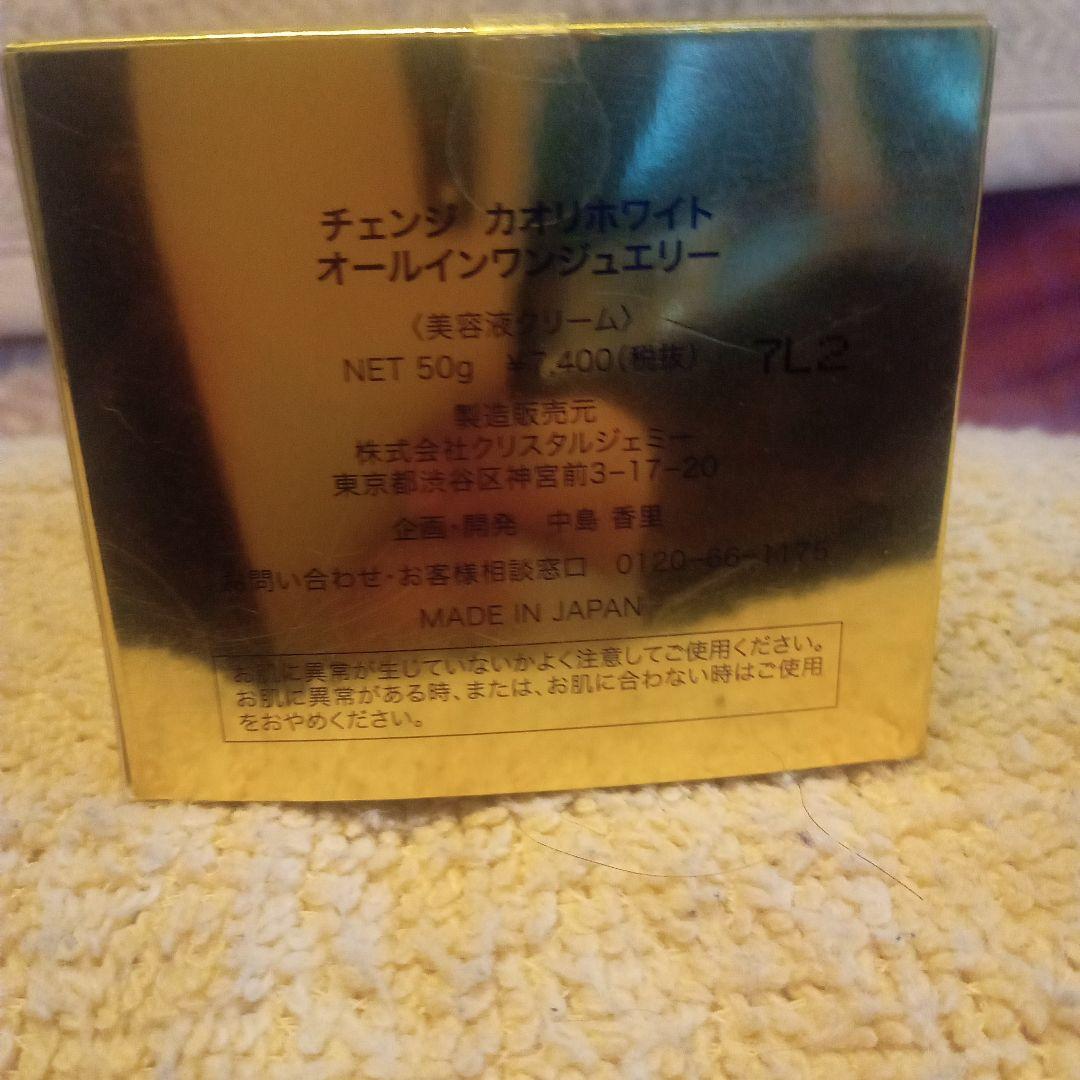 チェンジ カオリホワイト
オールインワンジュエリー
〈美容液クリーム〉
NET 50g ￥7,400(税抜) 7L2
製造販売元
株式会社クリスタルジェミー
東京都渋谷区神宮前3-17-20
企画・開発 中島 香里
お問い合わせ・お客様相談窓口 0120-66-1175
MADE IN JAPAN
お肌に異常が生じていないかよく注意してご使用ください。
お肌に異常がある時、または、お肌に合わない時はご使用
をおやめください。